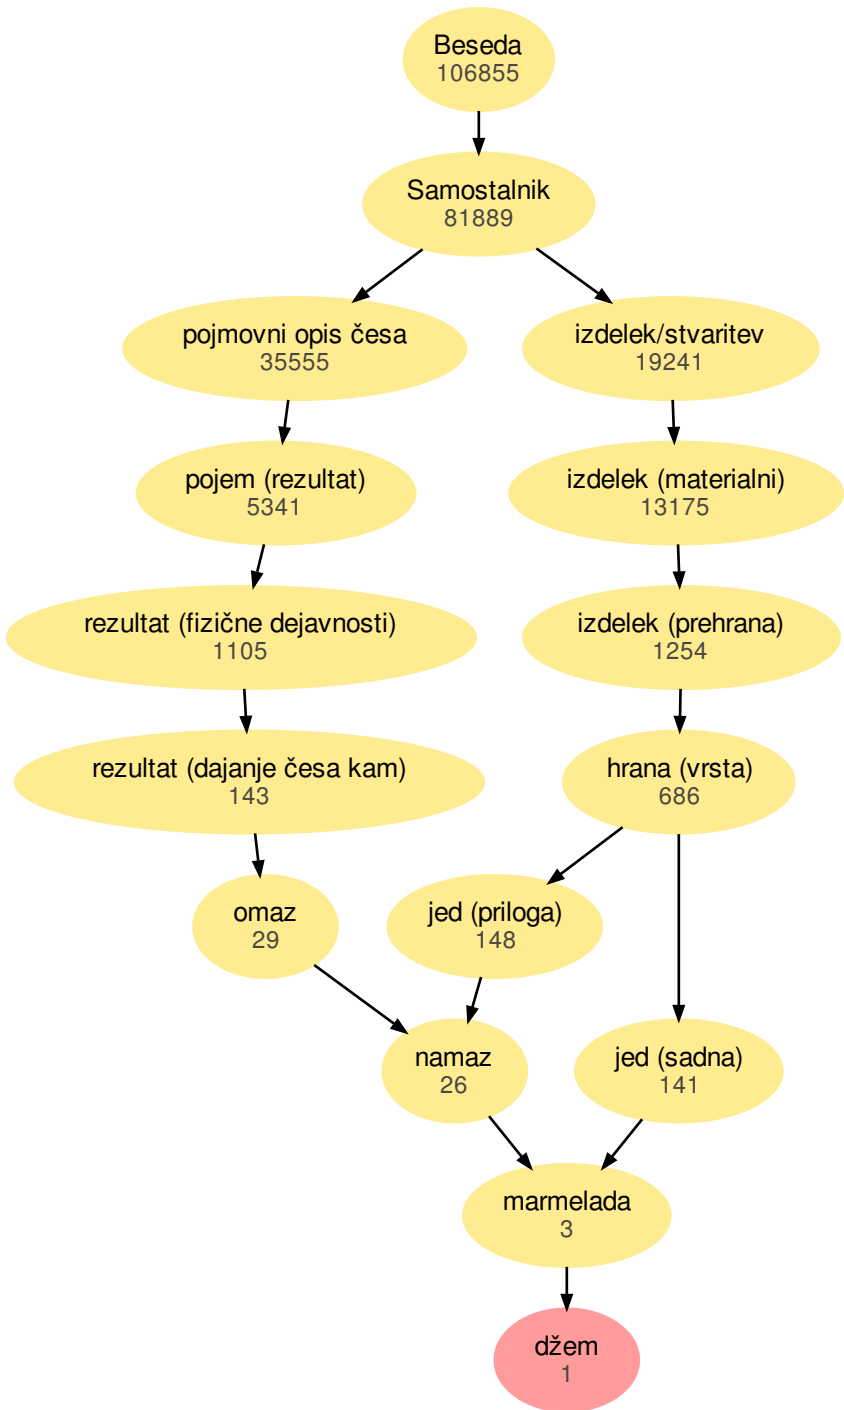 Beseda
106855
Samostalnik
81889
pojmovni opis česa
35555
izdelek/stvaritev
19241
pojem (rezultat)
5341
izdelek (materialni)
13175
rezultat (fizične dejavnosti)
1105
izdelek (prehrana)
1254
rezultat (dajanje česa kam)
143
hrana (vrsta)
686
omaz
29
jed (priloga)
148
namaz
26
jed (sadna)
141
marmelada
3
džem
1